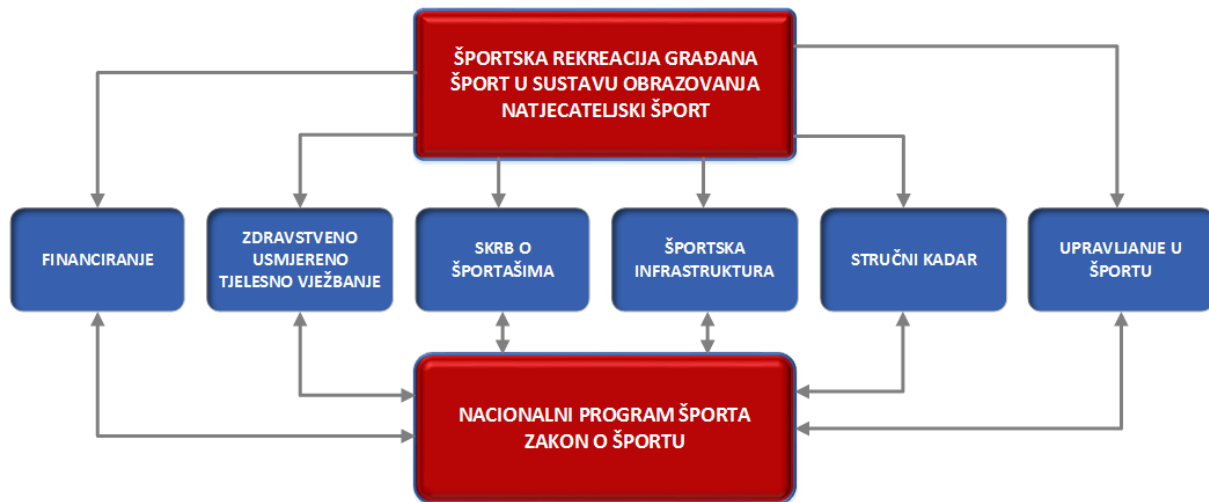 ŠPORTSKA REKREACIJA GRAĐANA
ŠPORT U SUSTAVU OBRAZOVANJA
NATJECATELJSKI ŠPORT
FINANCIRANJE
ZDRAVSTVENO
USMJERENO
TJELESNO VJEŽBANJE
SKRB O
ŠPORTAŠIMA
ŠPORTSKA
INFRASTRUKTURA
STRUČNI KADAR
UPRAVLJANJE U
ŠPORTU
NACIONALNI PROGRAM ŠPORTA
ZAKON O ŠPORTU